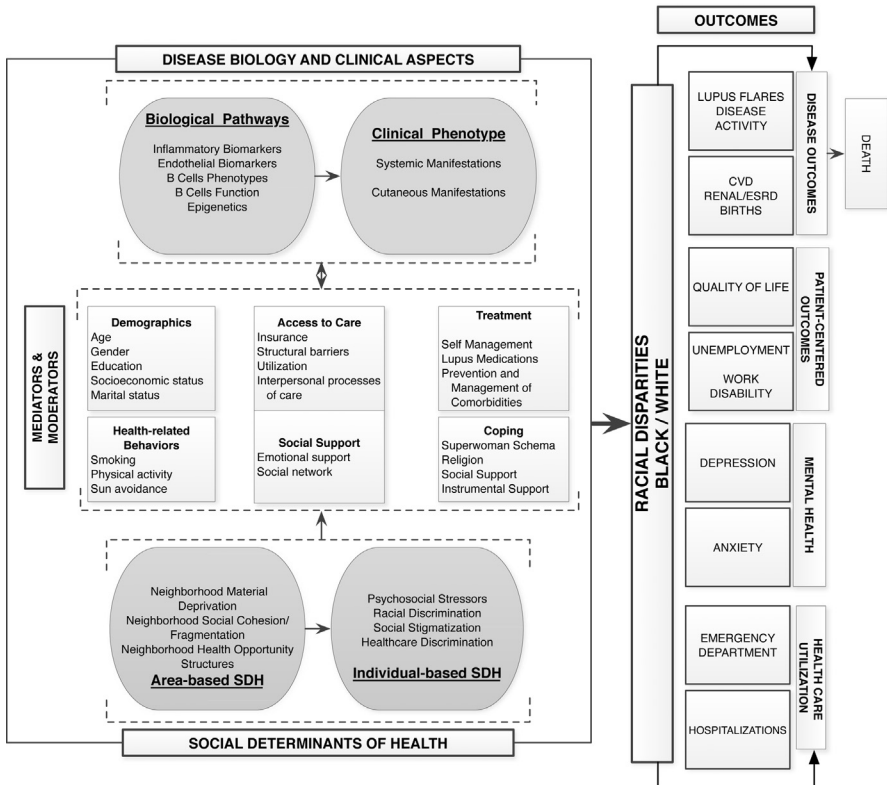 OUTCOMES
DISEASE BIOLOGY AND CLINICAL ASPECTS
Biological Pathways
Inflammatory Biomarkers
Endothelial Biomarkers
B Cells Phenotypes
B Cells Function
Epigenetics
Clinical Phenotype
Systemic Manifestations
Cutaneous Manifestations
MEDIATORS &
MODERATORS
Demographics
Age
Gender
Education
Socioeconomic status
Marital status
Access to Care
Insurance
Structural barriers
Utilization
Interpersonal processes of
care
Treatment
Self Management
Lupus Medications
Prevention and
Management of
Comorbidities
Health-related
Behaviors
Smoking
Physical activity
Sun avoidance
Social Support
Emotional support
Social network
Coping
Superwoman Schema
Religion
Social Support
Instrumental Support
Neighborhood Material
Deprivation
Neighborhood Social Cohesion/
Fragmentation
Neighborhood Health Opportunity
Structures
Area-based SDH
Psychosocial Stressors
Racial Discrimination
Social Stigmatization
Healthcare Discrimination
Individual-based SDH
SOCIAL DETERMINANTS OF HEALTH
RACIAL DISPARITIES
BLACK / WHITE
LUPUS FLARES
DISEASE
ACTIVITY
CVD
RENAL/ESRD
BIRTHS
DISEASE OUTCOMES
DEATH
QUALITY OF LIFE
UNEMPLOYMENT
WORK
DISABILITY
PATIENT-CENTERED
OUTCOMES
DEPRESSION
ANXIETY
MENTAL HEALTH
EMERGENCY
DEPARTMENT
HOSPITALIZATIONS
HEALTH CARE
UTILIZATION